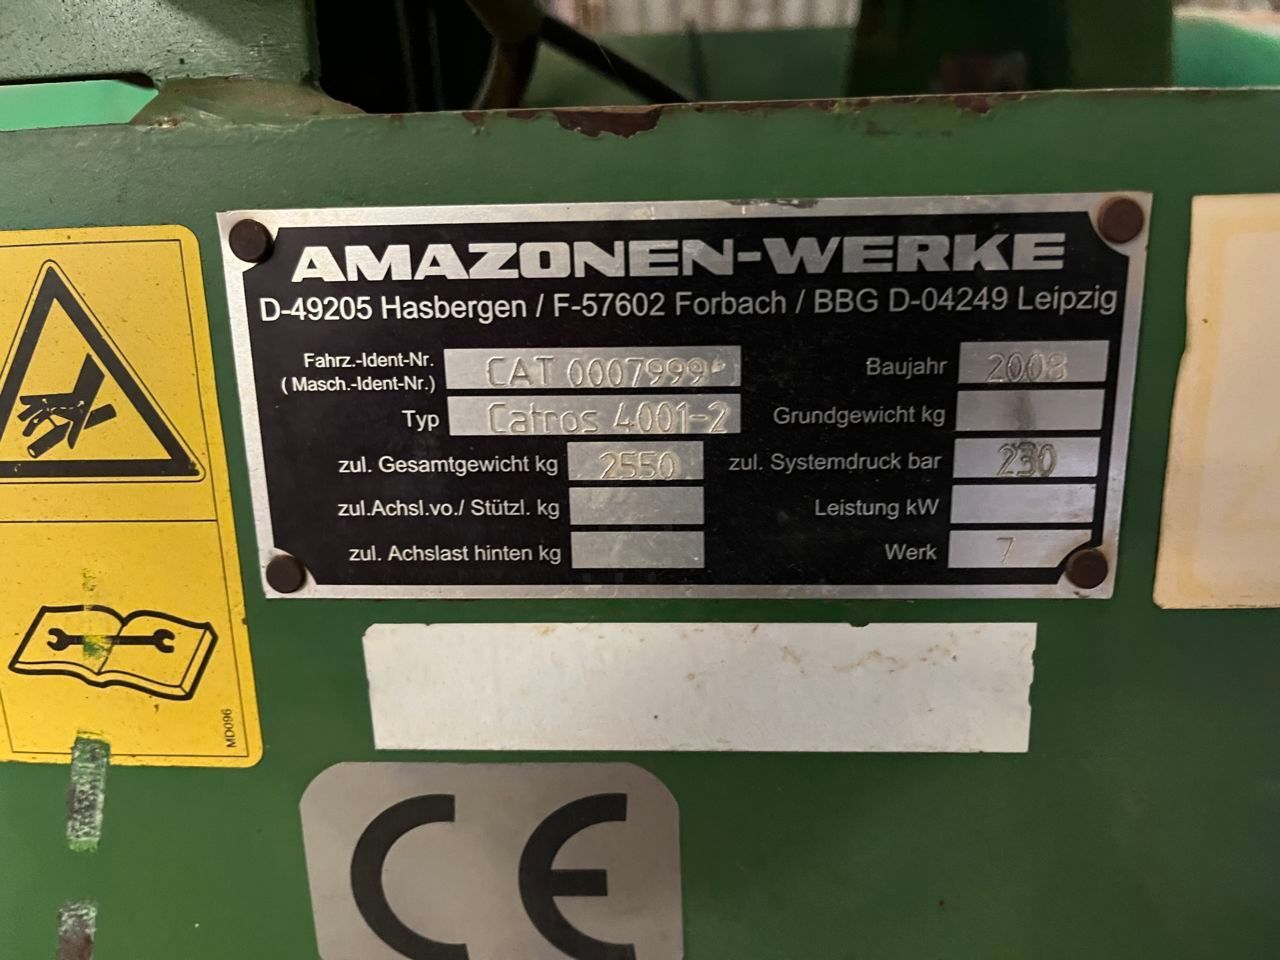 AMAZONEN-WERKE
D-49205 Hasbergen / F-57602 Forbach / BBG D-04249 Leipzig
Fahrz.-Ident-Nr.
(Masch.-Ident-Nr.) CAT 0007999*
Baujahr 2008
Typ Catros 4001-2
Grundgewicht kg
zul. Gesamtgewicht kg 2550
zul. Systemdruck bar 230
zul.Achsl.vo./ Stützl. kg
Leistung kW
zul. Achslast hinten kg
Werk 7
MD096
CE